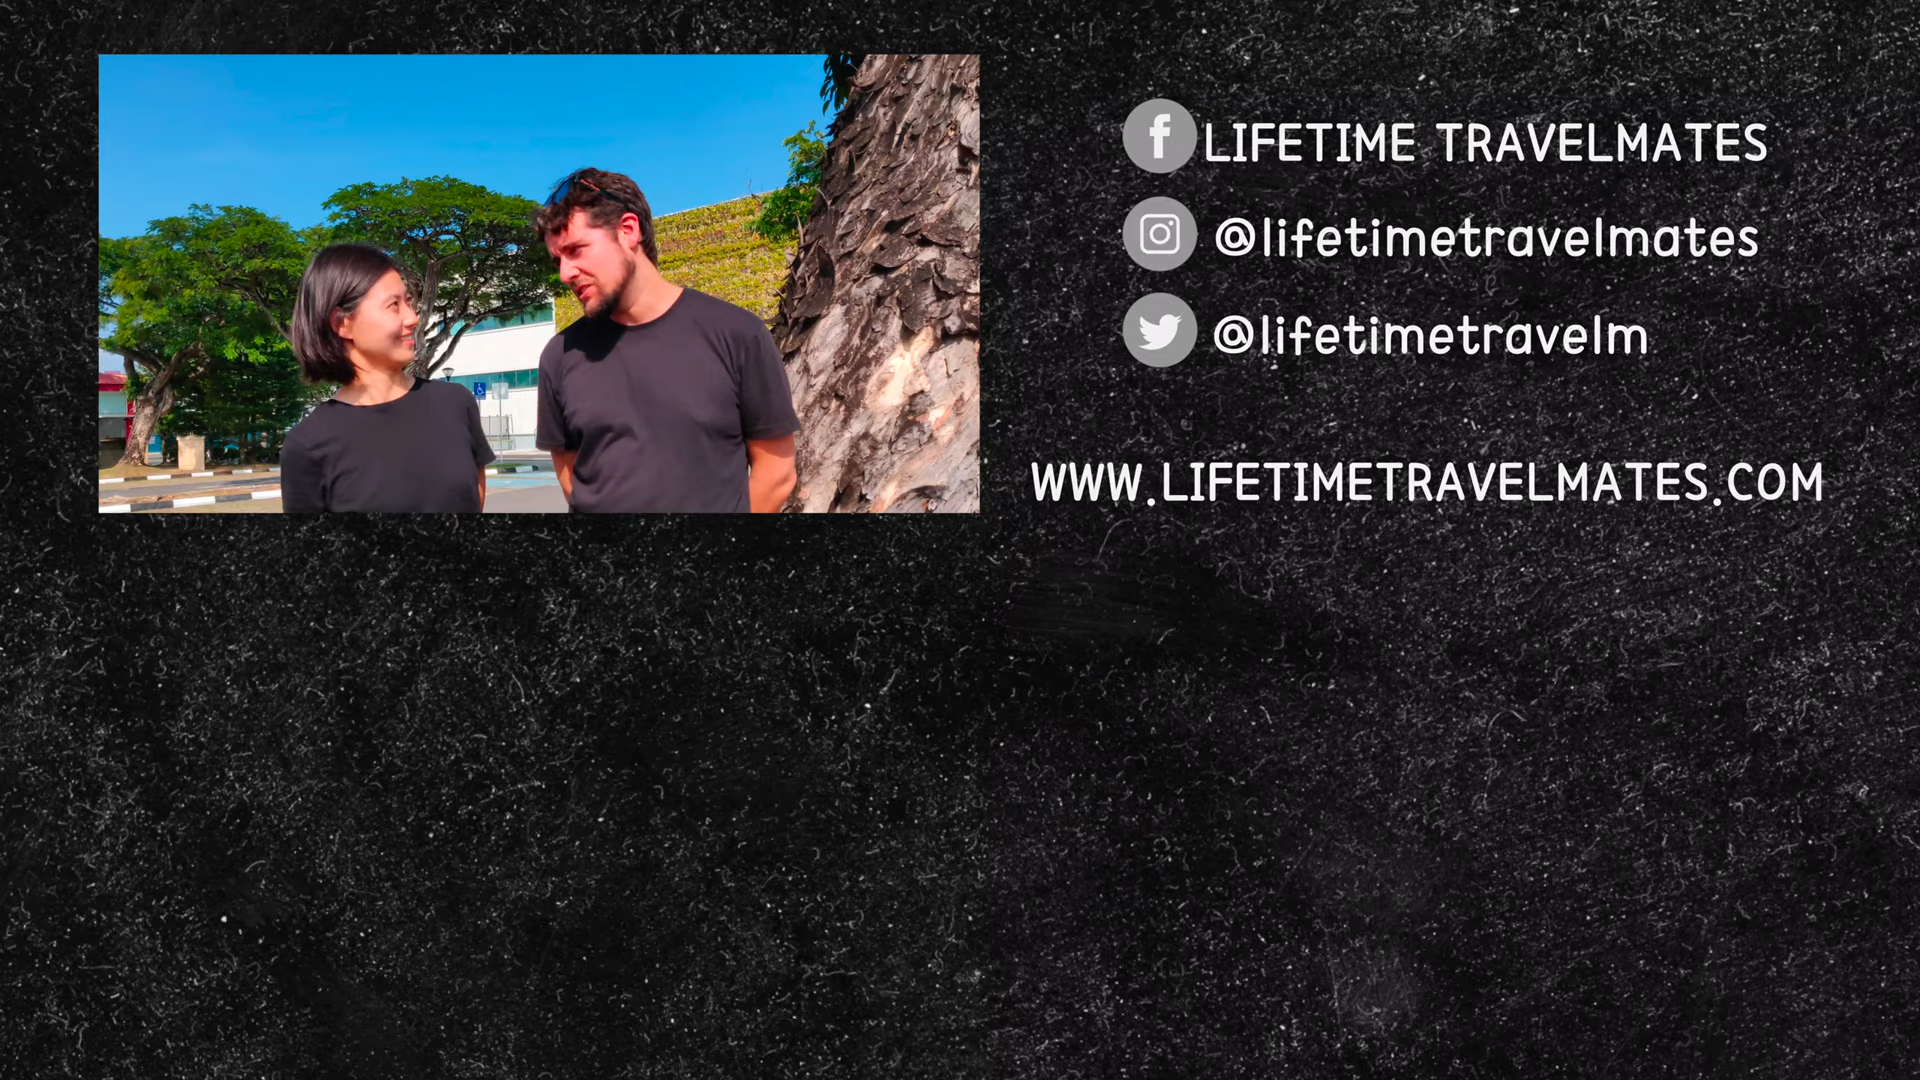 LIFETIME TRAVELMATES
@lifetimetravelmates
@lifetimetravelm
WWW.LIFETIMETRAVELMATES.COM